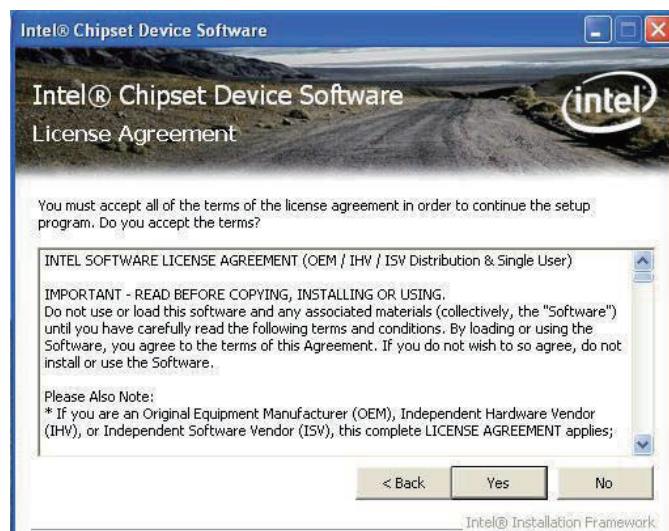 Intel® Chipset Device Software
Intel® Chipset Device Software
intel
License Agreement
You must accept all of the terms of the license agreement in order to continue the setup
program. Do you accept the terms?
INTEL SOFTWARE LICENSE AGREEMENT (OEM / IHV / ISV Distribution & Single User)
IMPORTANT - READ BEFORE COPYING, INSTALLING OR USING.
Do not use or load this software and any associated materials (collectively, the "Software")
until you have carefully read the following terms and conditions. By loading or using the
Software, you agree to the terms of this Agreement. If you do not wish to so agree, do not
install or use the Software.
Please Also Note:
* If you are an Original Equipment Manufacturer (OEM), Independent Hardware Vendor
(IHV), or Independent Software Vendor (ISV), this complete LICENSE AGREEMENT applies;
< Back Yes No
Intel® Installation Framework